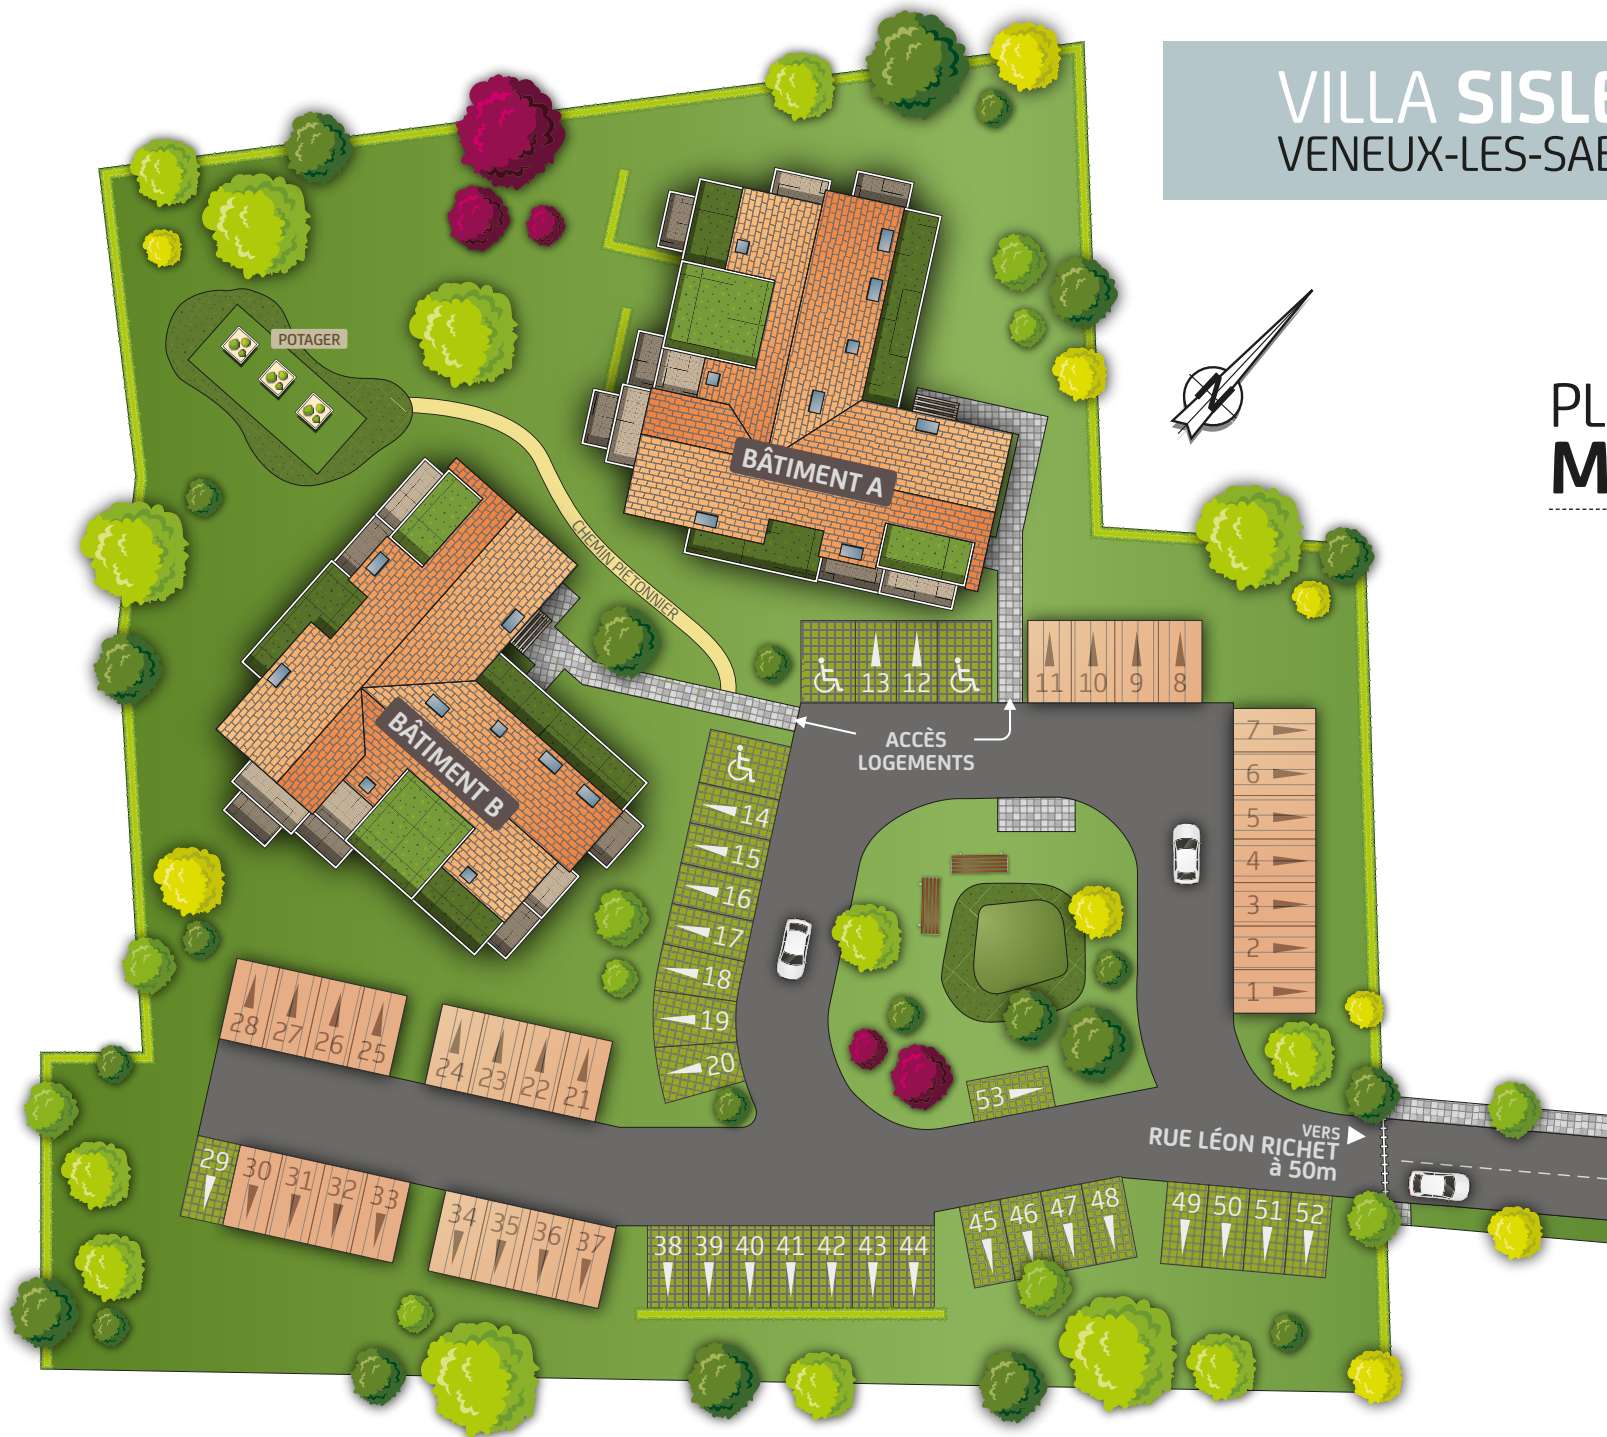 VILLA SISLE
VENEUX-LES-SAB
PL
M
N
POTAGER
CHEMIN PIÉTONNIER
BÂTIMENT A
BÂTIMENT B
13 12
11 10 9 8
ACCÈS
LOGEMENTS
7
6
5
4
3
2
1
14
15
16
17
18
19
20
28 27 26 25
24 23 22 21
53
VERS
RUE LÉON RICHET
à 50m
29 30 31 32 33
34 35 36 37
38 39 40 41 42 43 44
45 46 47 48
49 50 51 52